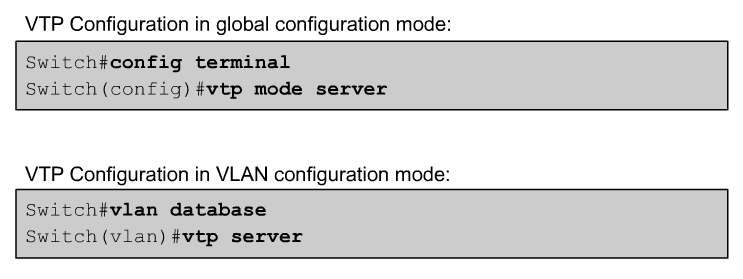 VTP Configuration in global configuration mode:
Switch#config terminal
Switch(config)#vtp mode server
VTP Configuration in VLAN configuration mode:
Switch#vlan database
Switch(vlan)#vtp server